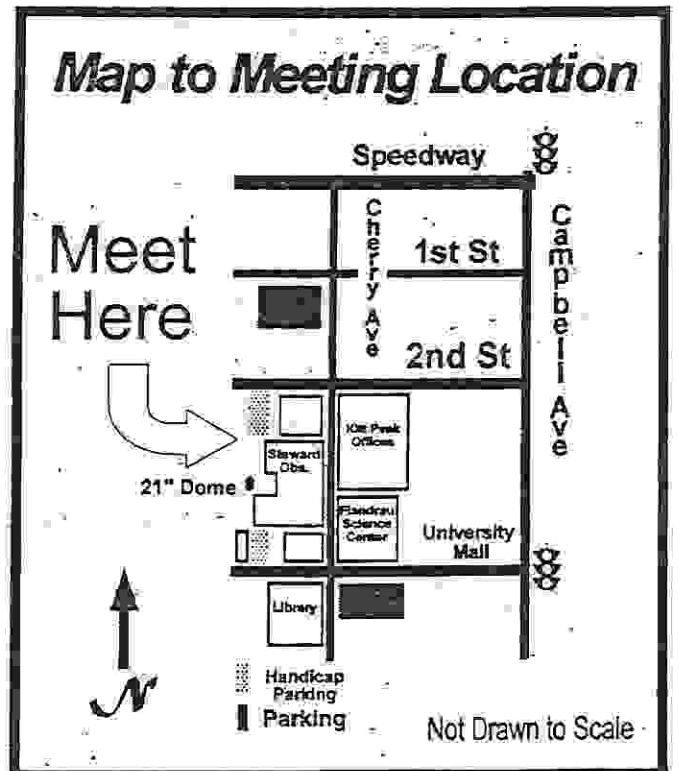 Map to Meeting Location
Speedway
Meet
Here
Cherry Ave
1st St
Campbell Ave
2nd St
Kitt Peak
Offices
Steward
Obs.
21" Dome
Flandrau
Science
Center
University
Mall
Library
N
Handicap
Parking
Parking
Not Drawn to Scale